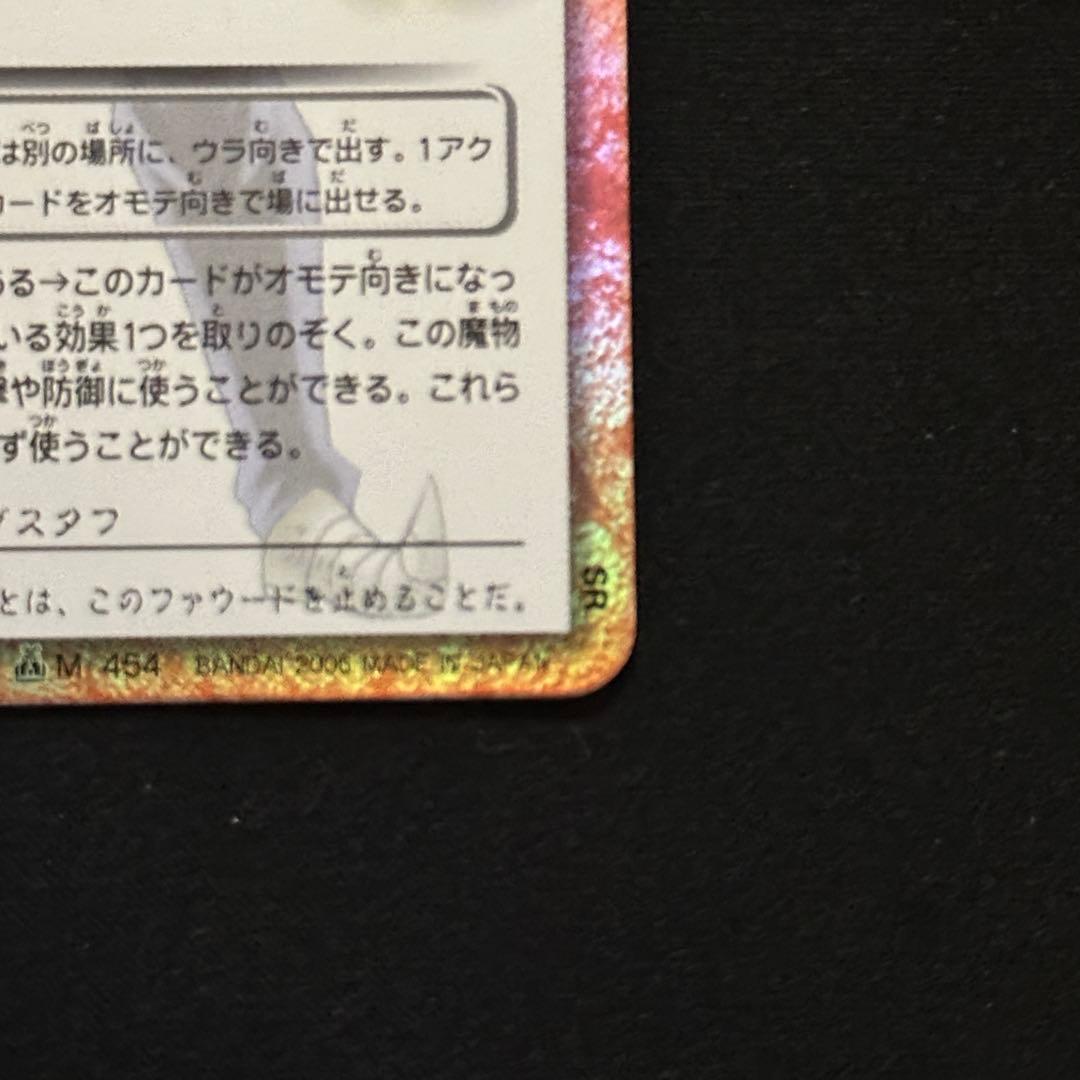 は別の場所に、ウラ向きで出す。1アク
カードをオモテ向きで場に出せる。
ある→このカードがオモテ向きになっ
いる効果1つを取りのぞく。この魔物
撃や防御に使うことができる。これら
ず使うことができる。
グスタフ
とは、このファウードを止めることだ。
SR
M 454 BANDAI 2006 MADE IN JAPAN